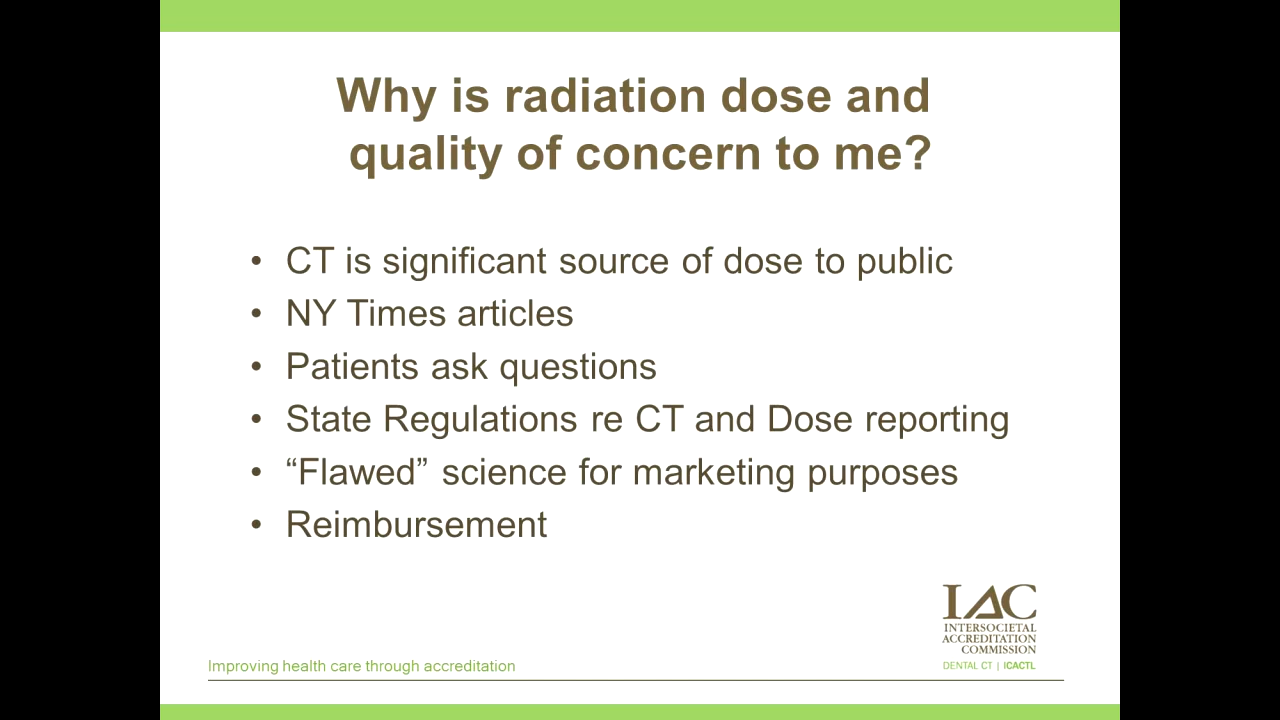 Why is radiation dose and
quality of concern to me?
• CT is significant source of dose to public
• NY Times articles
• Patients ask questions
• State Regulations re CT and Dose reporting
• “Flawed” science for marketing purposes
• Reimbursement
IAC
INTERSOCIETAL
ACCREDITATION
COMMISSION
DENTAL CT | ICACTL
Improving health care through accreditation